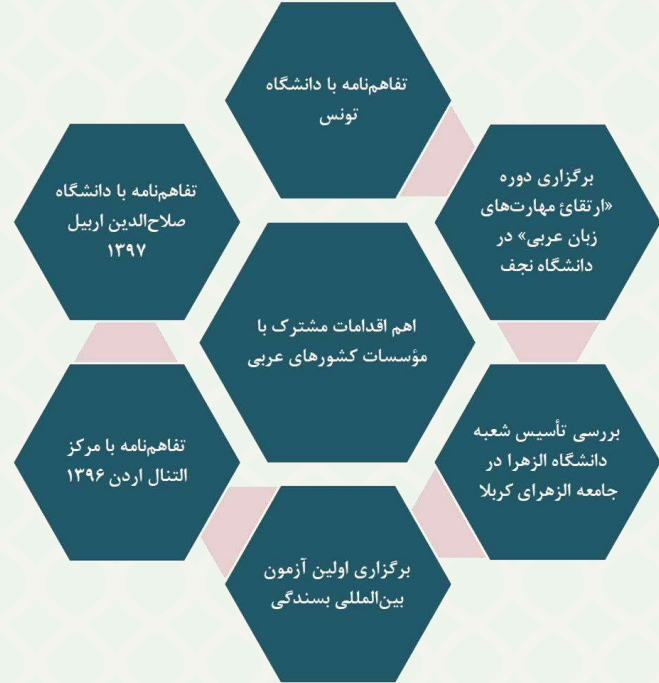 تفاهم‌نامه با دانشگاه
تونس
برگزاری دوره
«ارتقائ مهارت‌های
زبان عربی» در
دانشگاه نجف
بررسی تأسیس شعبه
دانشگاه الزهرا در
جامعه الزهرای کربلا
برگزاری اولین آزمون
بین‌المللی بسندگی
تفاهم‌نامه با مرکز
التنال اردن ۱۳۹۶
تفاهم‌نامه با دانشگاه
صلاح‌الدین اربیل
۱۳۹۷
اهم اقدامات مشترک با
مؤسسات کشورهای عربی